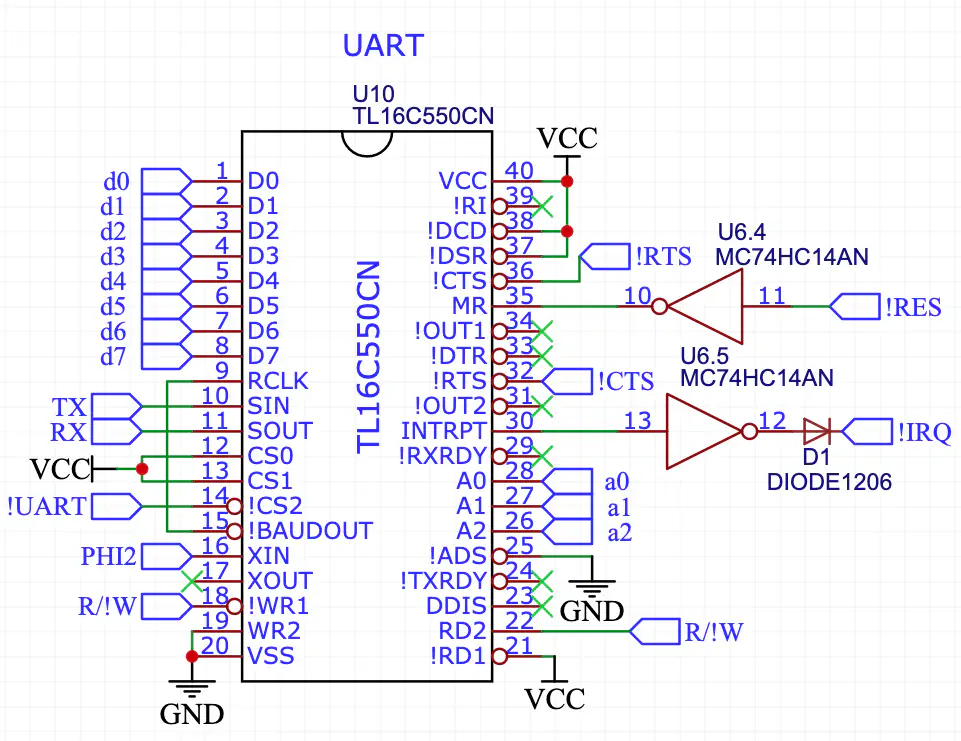 UART
U10
TL16C550CN
VCC
d0 1 D0 VCC 40
d1 2 D1 !RI 39
d2 3 D2 !DCD 38
d3 4 D3 !DSR 37
d4 5 D4 !CTS 36 !RTS
d5 6 D5 MR 35
d6 7 D6 !OUT1 34
d7 8 D7 !DTR 33
9 RCLK !RTS 32 !CTS
TX 10 SIN !OUT2 31
RX 11 SOUT INTRPT 30
VCC 12 CS0 !RXRDY 29
13 CS1 A0 28 a0
!UART 14 !CS2 A1 27 a1
15 !BAUDOUT A2 26 a2
PHI2 16 XIN !ADS 25
17 XOUT !TXRDY 24
R/!W 18 !WR1 DDIS 23
19 WR2 RD2 22 R/!W
20 VSS !RD1 21
TL16C550CN
U6.4
MC74HC14AN
10 11 !RES
U6.5
MC74HC14AN
13 12 !IRQ
D1
DIODE1206
GND
VCC
GND